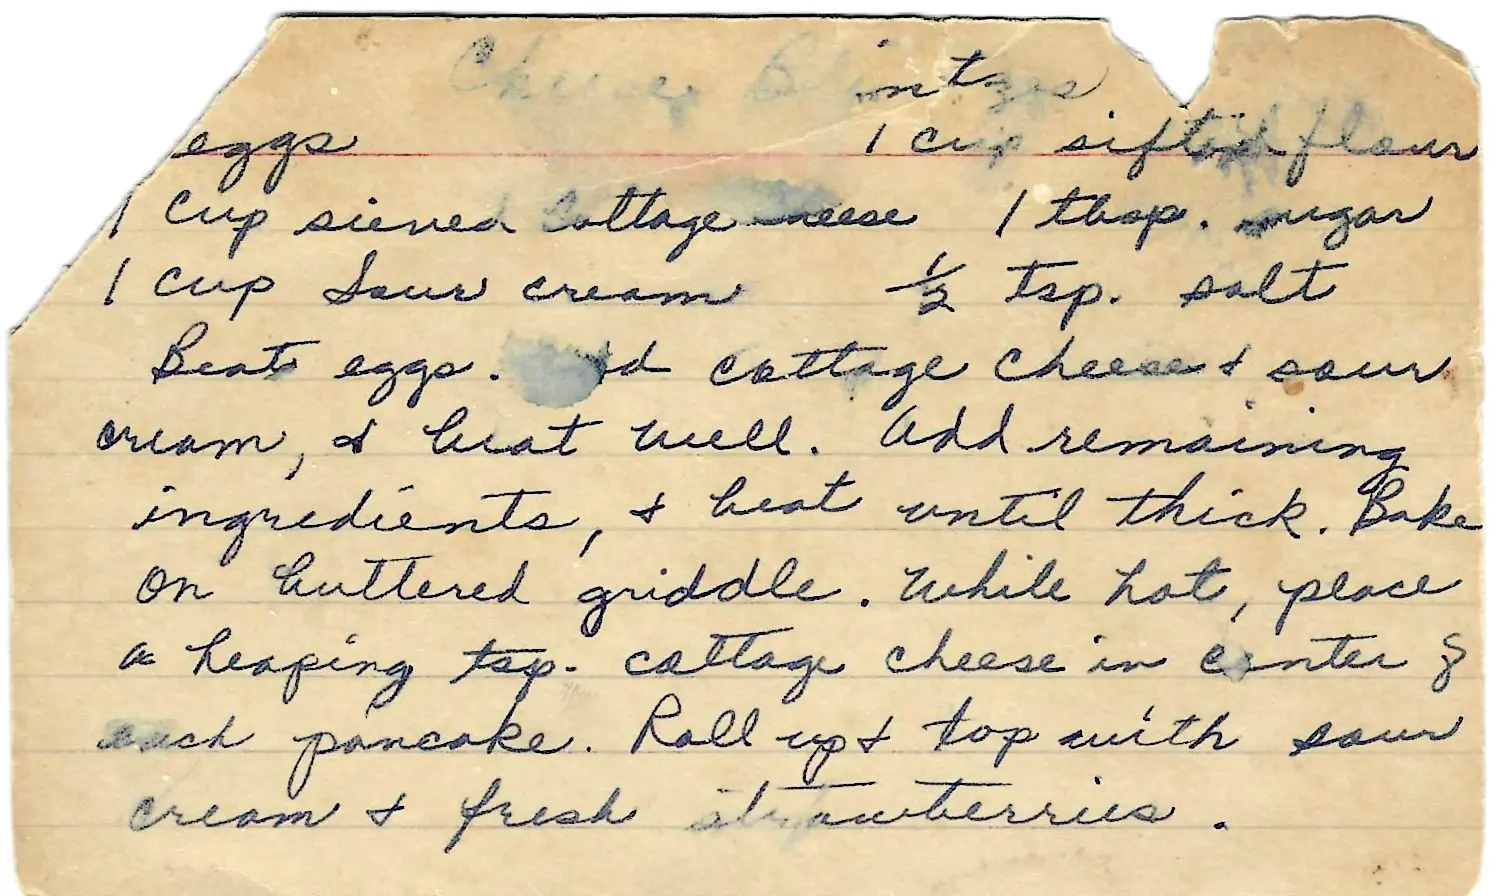 Cheese Blintzes
eggs 1 cup sifted flour
1 cup sieved cottage cheese 1 tbsp. sugar
1 cup sour cream 1/2 tsp. salt
Beat eggs. Add cottage cheese & sour
cream, & beat well. Add remaining
ingredients, & beat until thick. Bake
on buttered griddle. While hot, place
a heaping tsp. cottage cheese in center of
each pancake. Roll up & top with sour
cream & fresh strawberries.